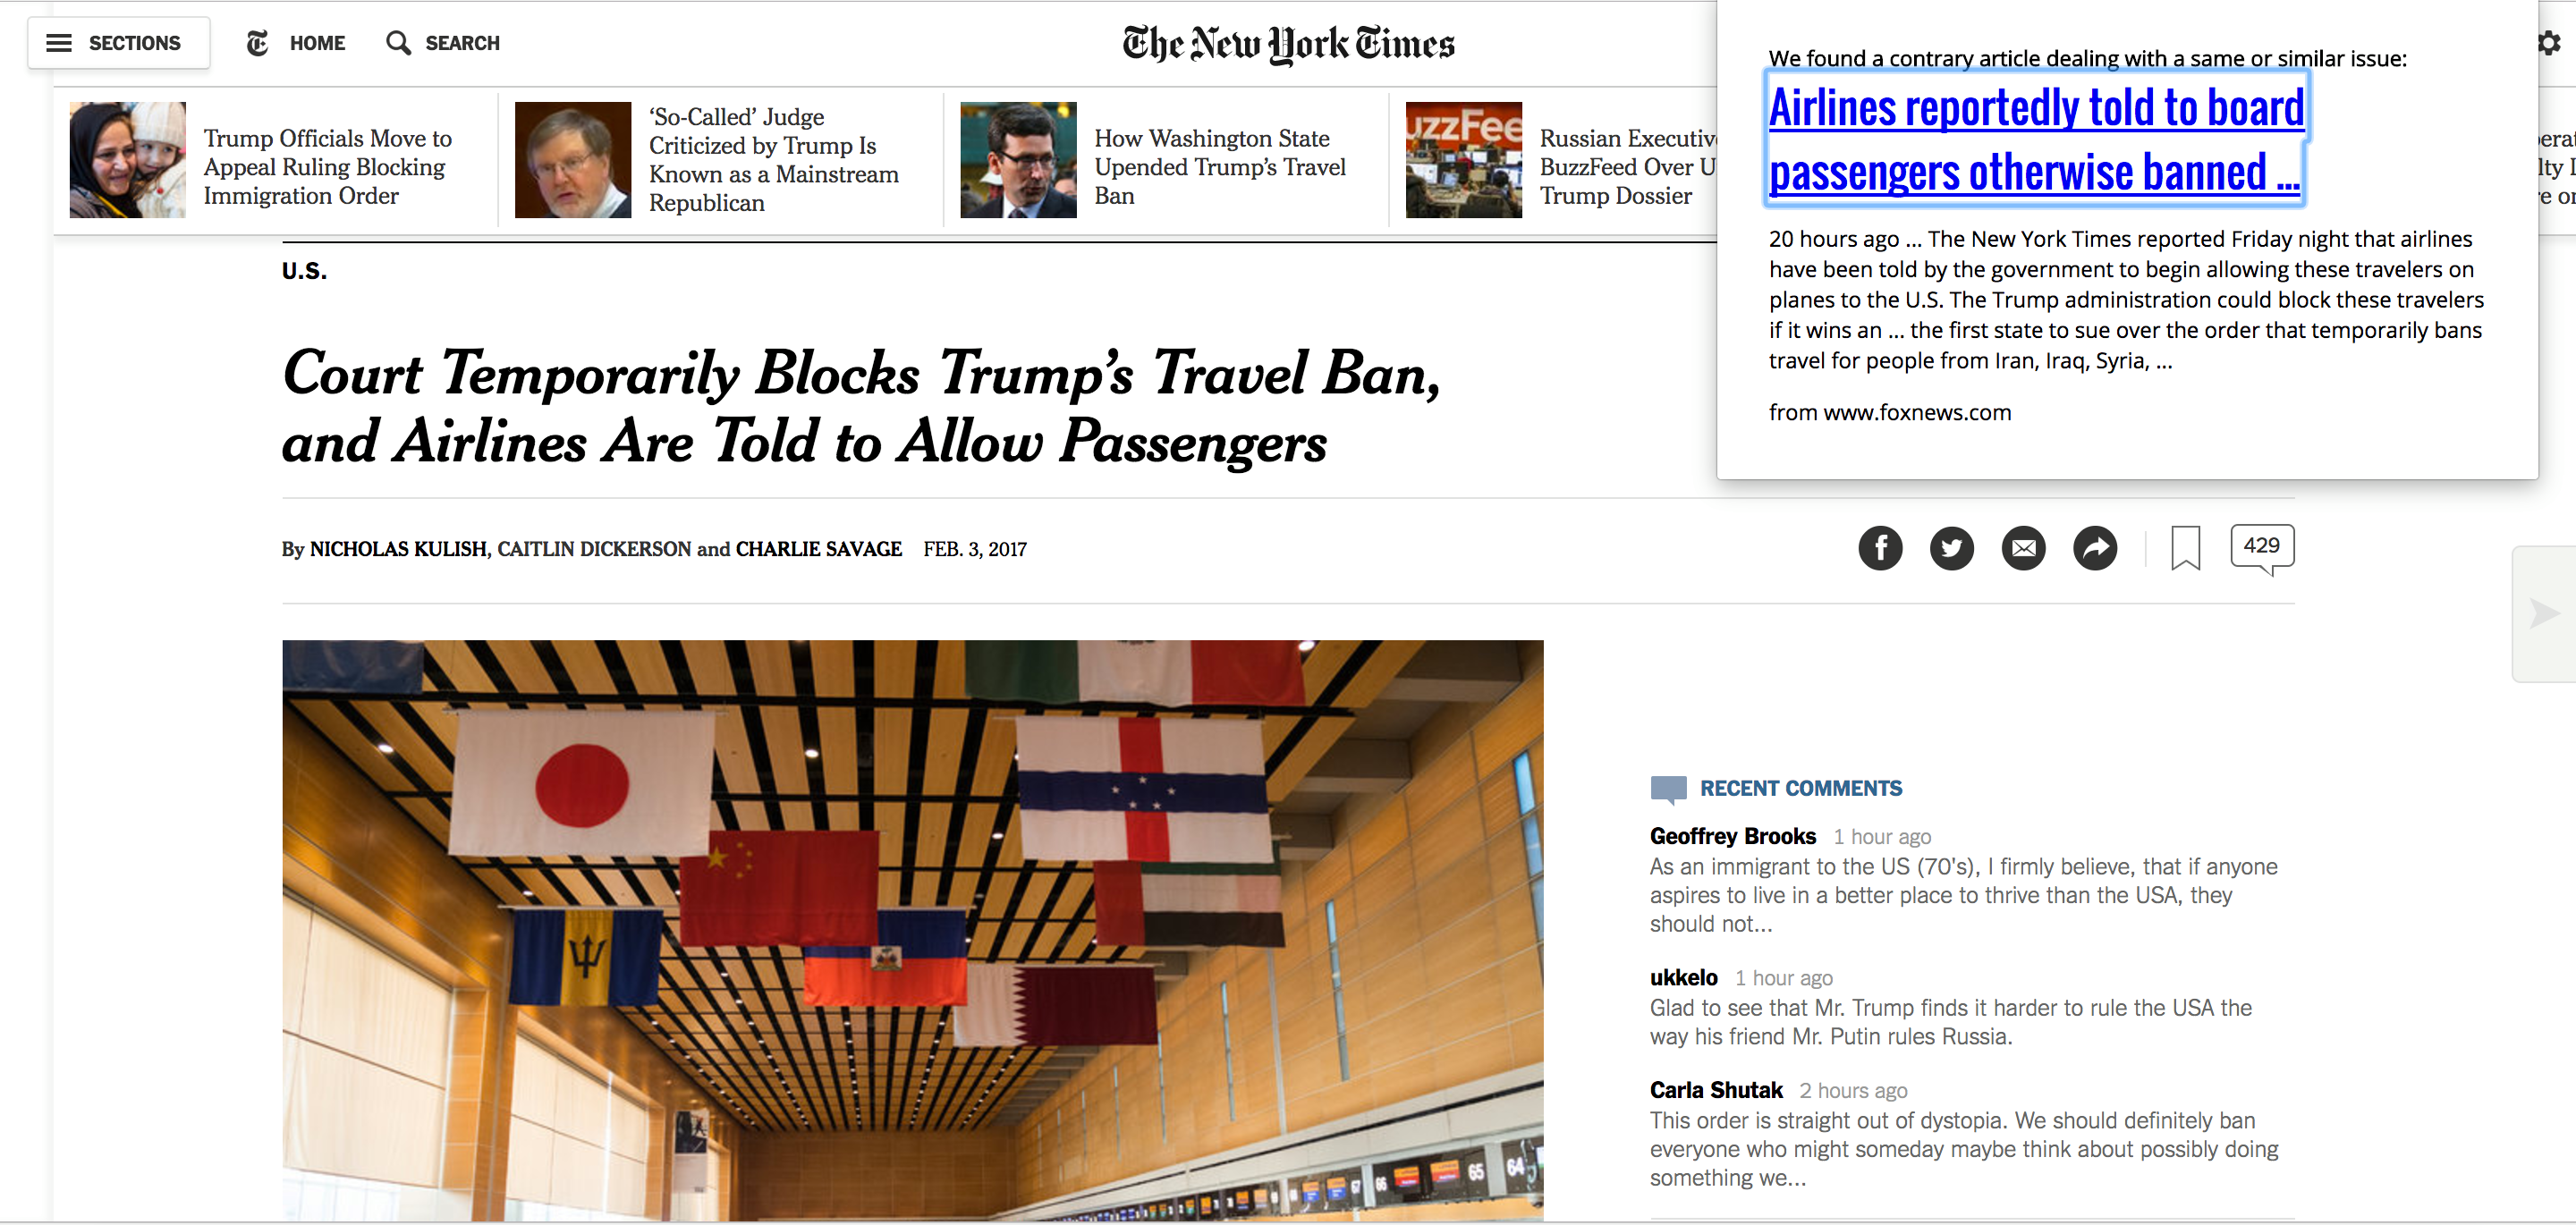 SECTIONS
HOME
SEARCH
The New York Times
Trump Officials Move to
Appeal Ruling Blocking
Immigration Order
‘So-Called’ Judge
Criticized by Trump Is
Known as a Mainstream
Republican
How Washington State
Upended Trump’s Travel
Ban
Russian Executiv
BuzzFeed Over U
Trump Dossier
We found a contrary article dealing with a same or similar issue:
Airlines reportedly told to board
passengers otherwise banned ...
20 hours ago ... The New York Times reported Friday night that airlines
have been told by the government to begin allowing these travelers on
planes to the U.S. The Trump administration could block these travelers
if it wins an ... the first state to sue over the order that temporarily bans
travel for people from Iran, Iraq, Syria, ...
from www.foxnews.com
U.S.
Court Temporarily Blocks Trump’s Travel Ban,
and Airlines Are Told to Allow Passengers
By NICHOLAS KULISH, CAITLIN DICKERSON and CHARLIE SAVAGE FEB. 3, 2017
429
RECENT COMMENTS
Geoffrey Brooks 1 hour ago
As an immigrant to the US (70's), I firmly believe, that if anyone
aspires to live in a better place to thrive than the USA, they
should not...
ukkelo 1 hour ago
Glad to see that Mr. Trump finds it harder to rule the USA the
way his friend Mr. Putin rules Russia.
Carla Shutak 2 hours ago
This order is straight out of dystopia. We should definitely ban
everyone who might someday maybe think about possibly doing
something we...
uzzFee
67
66
65
64